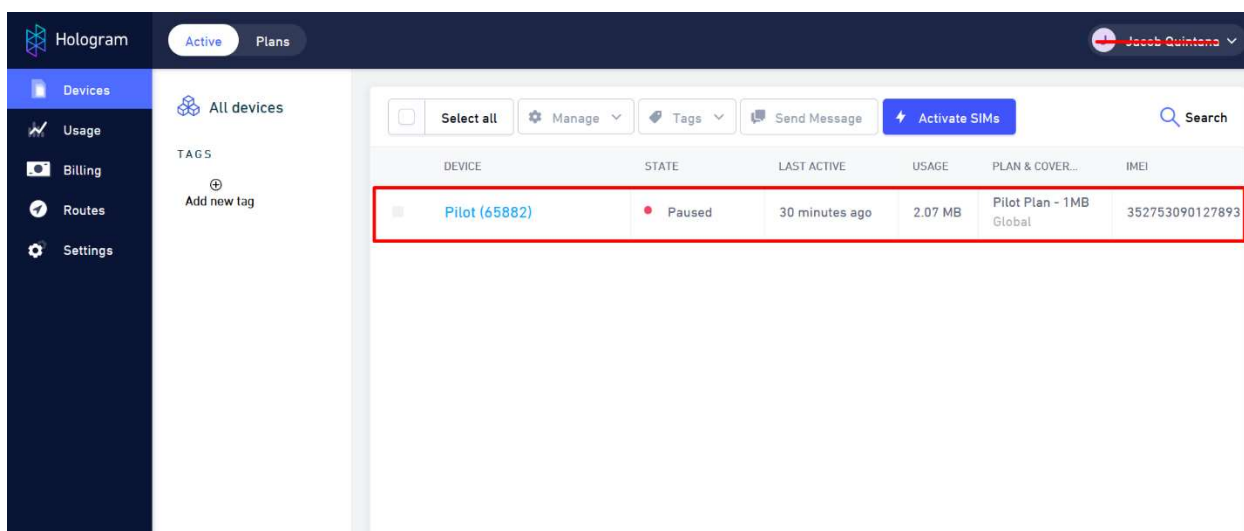 Hologram
Active Plans
Jacob Quintana
Devices
Usage
Billing
Routes
Settings
All devices
TAGS
Add new tag
Select all Manage Tags Send Message Activate SIMs Search
DEVICE STATE LAST ACTIVE USAGE PLAN & COVER... IMEI
Pilot (65882) Paused 30 minutes ago 2.07 MB Pilot Plan - 1MB 352753090127893
Global